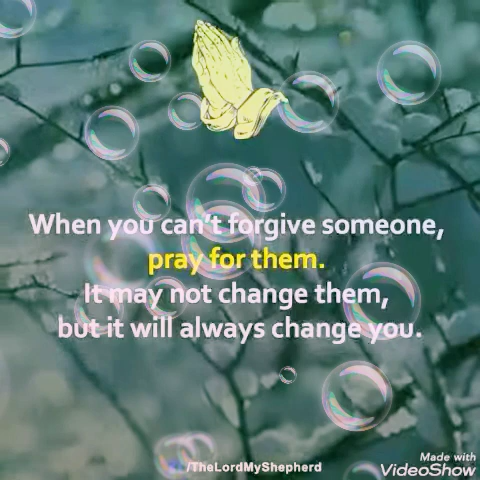 When you can't forgive someone,
pray for them.
It may not change them,
but it will always change you.
/TheLordMyShepherd
Made with
VideoShow